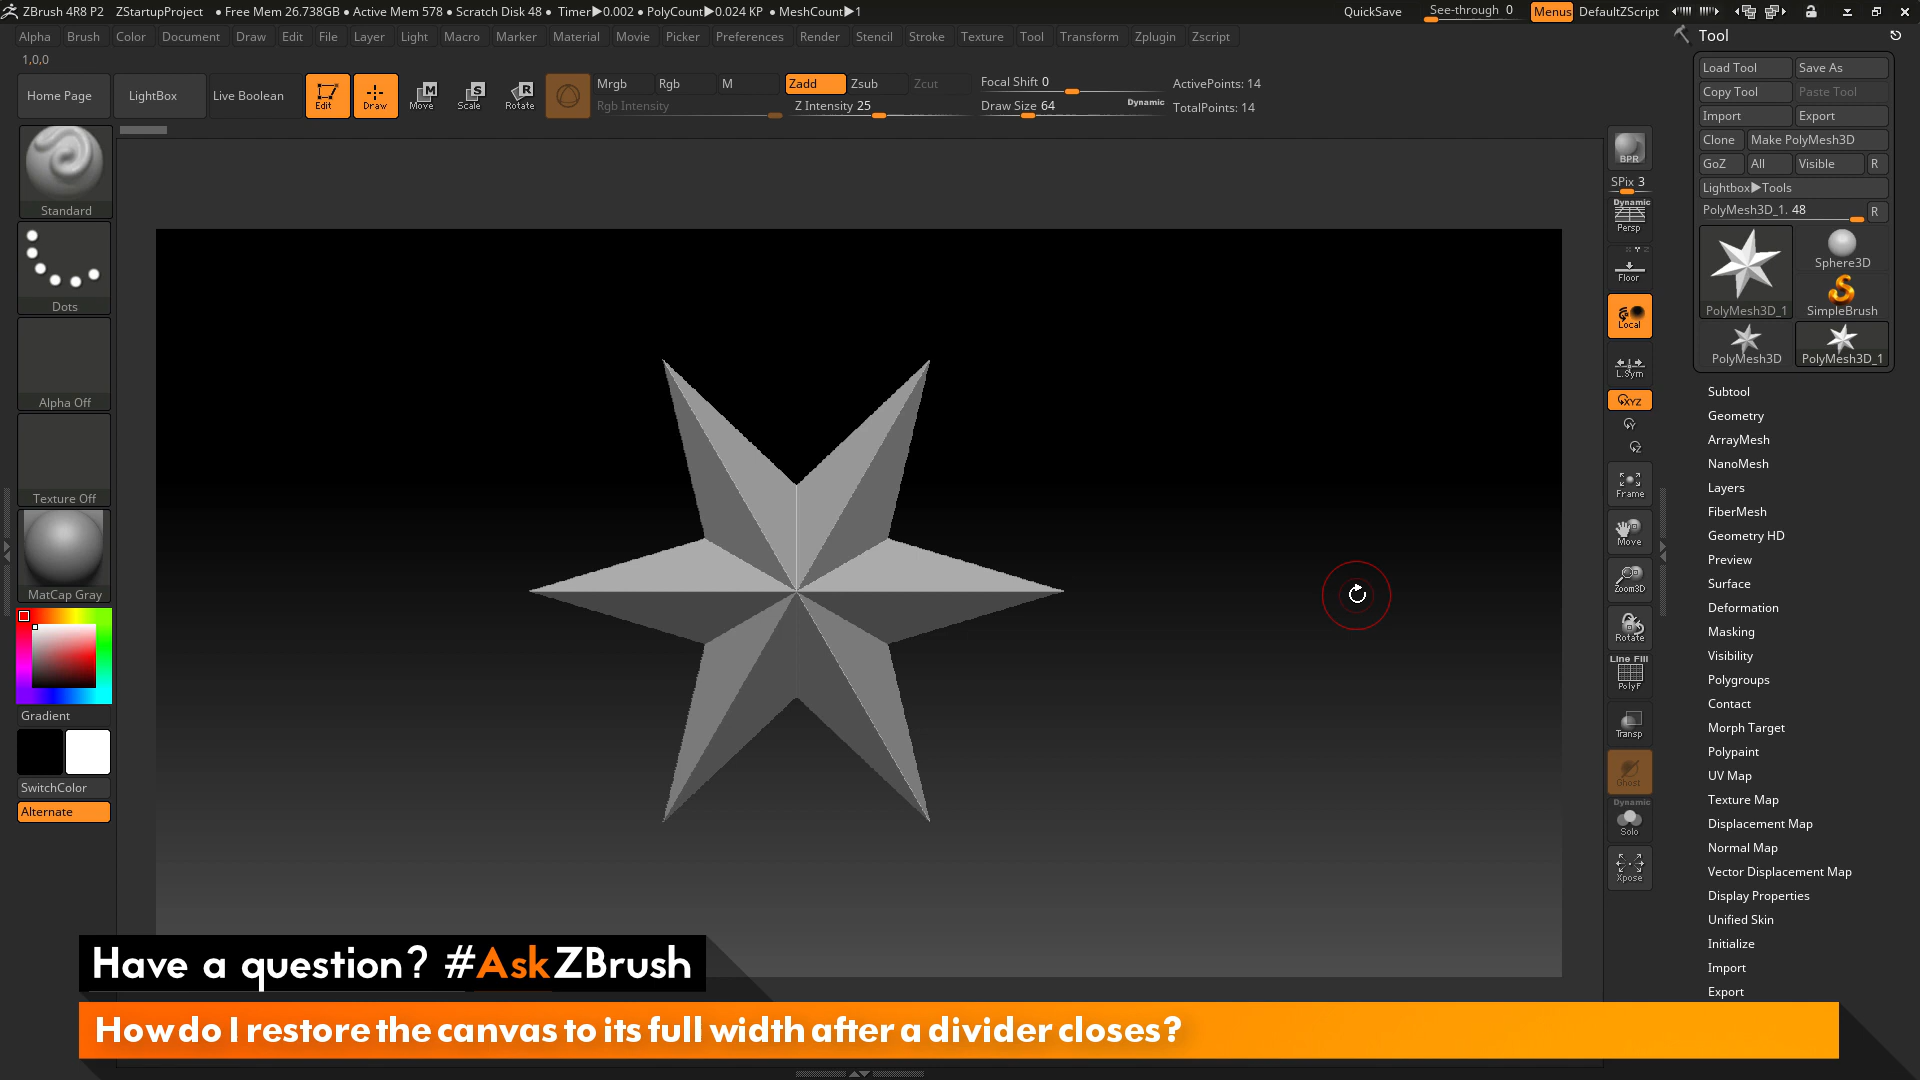 ZBrush 4R8 P2 ZStartupProject • Free Mem 26.738GB • Active Mem 578 • Scratch Disk 48 • Timer▶0.002 • PolyCount▶0.024 KP • MeshCount▶1 QuickSave See-through 0 Menus DefaultZScript
Alpha Brush Color Document Draw Edit File Layer Light Macro Marker Material Movie Picker Preferences Render Stencil Stroke Texture Tool Transform Zplugin Zscript
1,0,0
Home Page LightBox Live Boolean Edit Draw Move Scale Rotate
M S R
Mrgb Rgb M Zadd Zsub Zcut Focal Shift 0 ActivePoints: 14
Rgb Intensity Z Intensity 25 Draw Size 64 Dynamic TotalPoints: 14
Standard
Dots
Alpha Off
Texture Off
MatCap Gray
Gradient
SwitchColor
Alternate
BPR
SPix 3
Dynamic
Persp
Floor
Local
L.Sym
XYZ
Y
Z
Frame
Move
Zoom3D
Rotate
Line Fill
PolyF
Transp
Ghost
Dynamic
Solo
Xpose
Tool
Load Tool Save As
Copy Tool Paste Tool
Import Export
Clone Make PolyMesh3D
GoZ All Visible R
Lightbox▶Tools
PolyMesh3D_1. 48 R
Sphere3D
PolyMesh3D_1 SimpleBrush
PolyMesh3D PolyMesh3D_1
Subtool
Geometry
ArrayMesh
NanoMesh
Layers
FiberMesh
Geometry HD
Preview
Surface
Deformation
Masking
Visibility
Polygroups
Contact
Morph Target
Polypaint
UV Map
Texture Map
Displacement Map
Normal Map
Vector Displacement Map
Display Properties
Unified Skin
Initialize
Import
Export
Have a question? #AskZBrush
How do I restore the canvas to its full width after a divider closes?